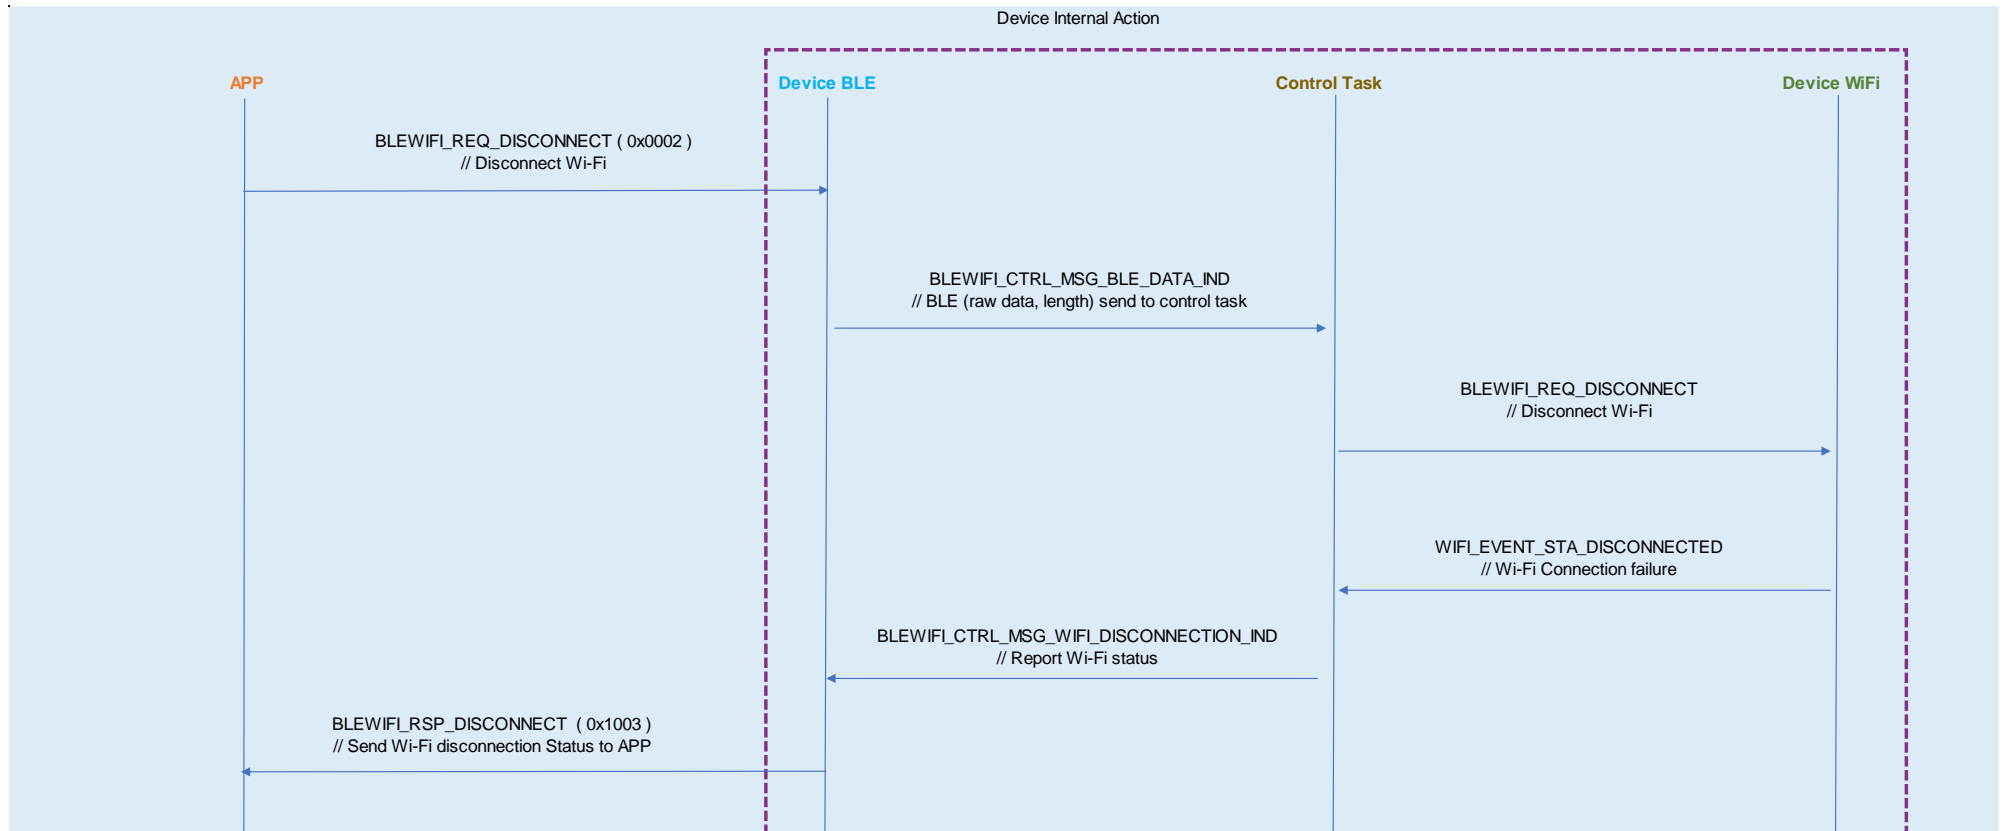 Device Internal Action
APP
Device BLE
Control Task
Device WiFi
BLEWIFI_REQ_DISCONNECT ( 0x0002 )
// Disconnect Wi-Fi
BLEWIFI_CTRL_MSG_BLE_DATA_IND
// BLE (raw data, length) send to control task
BLEWIFI_REQ_DISCONNECT
// Disconnect Wi-Fi
WIFI_EVENT_STA_DISCONNECTED
// Wi-Fi Connection failure
BLEWIFI_CTRL_MSG_WIFI_DISCONNECTION_IND
// Report Wi-Fi status
BLEWIFI_RSP_DISCONNECT ( 0x1003 )
// Send Wi-Fi disconnection Status to APP